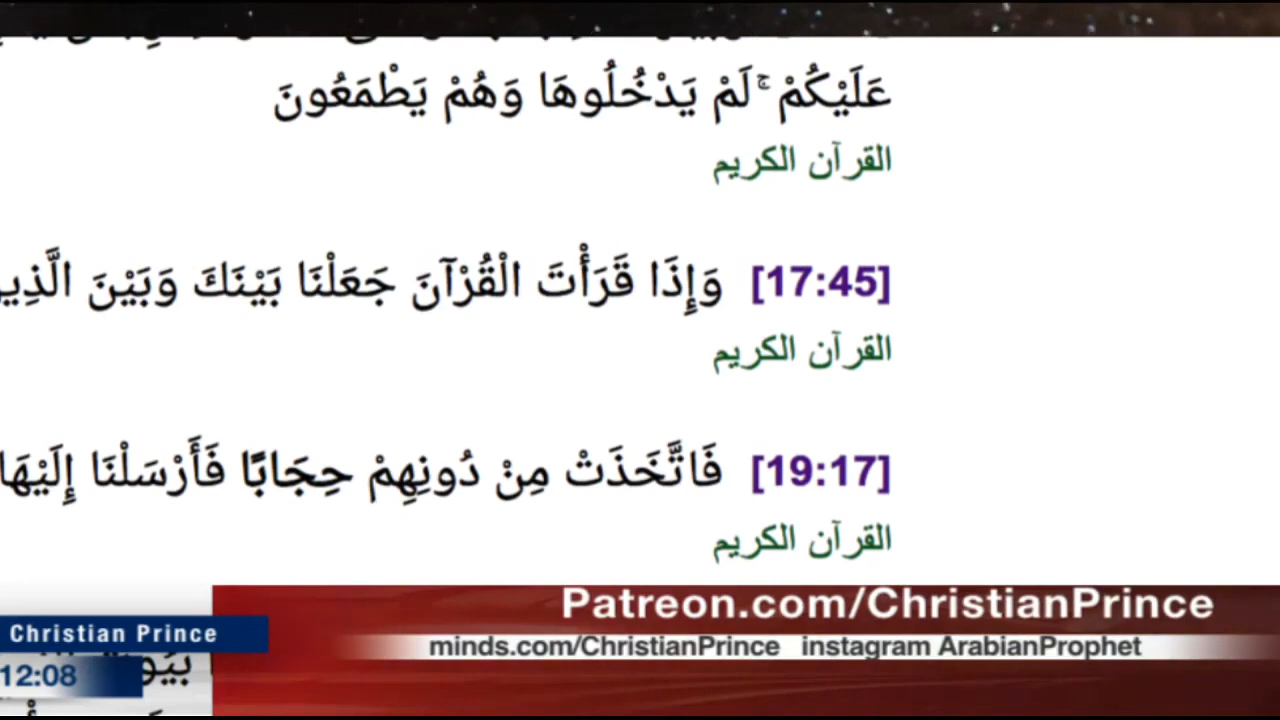 عَلَيْكُمْ ۚ لَمْ يَدْخُلُوهَا وَهُمْ يَطْمَعُونَ
القرآن الكريم
[17:45] وَإِذَا قَرَأْتَ الْقُرْآنَ جَعَلْنَا بَيْنَكَ وَبَيْنَ
القرآن الكريم
[19:17] فَاتَّخَذَتْ مِنْ دُونِهِمْ حِجَابًا فَأَرْسَلْنَا إِلَيْهَا
القرآن الكريم
Patreon.com/ChristianPrince
Christian Prince
minds.com/ChristianPrince instagram ArabianProphet
12:08